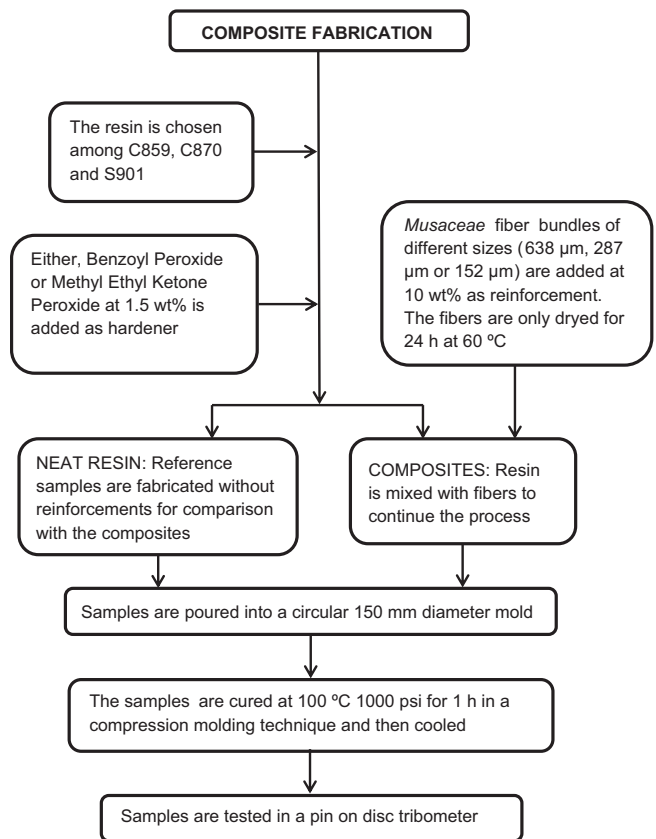 COMPOSITE FABRICATION
The resin is chosen
among C859, C870
and S901
Musaceae fiber bundles of
different sizes (638 µm, 287
µm or 152 µm) are added at
10 wt% as reinforcement.
The fibers are only dryed for
24 h at 60 ºC
Either, Benzoyl Peroxide
or Methyl Ethyl Ketone
Peroxide at 1.5 wt% is
added as hardener
NEAT RESIN: Reference
samples are fabricated without
reinforcements for comparison
with the composites
COMPOSITES: Resin
is mixed with fibers to
continue the process
Samples are poured into a circular 150 mm diameter mold
The samples are cured at 100 ºC 1000 psi for 1 h in a
compression molding technique and then cooled
Samples are tested in a pin on disc tribometer